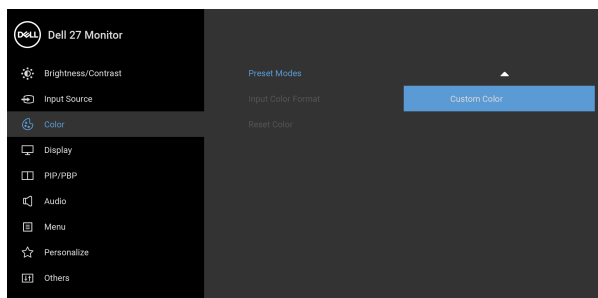 DELL Dell 27 Monitor
Brightness/Contrast Preset Modes
Input Source Input Color Format Custom Color
Color Reset Color
Display
PIP/PBP
Audio
Menu
Personalize
Others